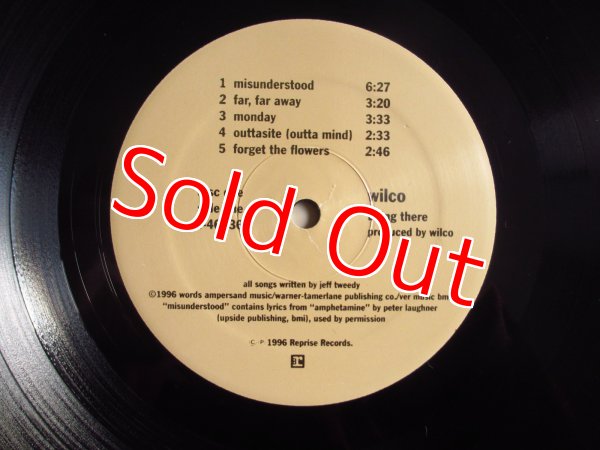 1 misunderstood 6:27
2 far, far away 3:20
3 monday 3:33
4 outtasite (outta mind) 2:33
5 forget the flowers 2:46
Sold Out
wilco
there
produced by wilco
all songs written by jeff tweedy
©1996 words ampersand music/warner-tamerlane publishing music
"misunderstood" contains lyrics from "amphetamine" by peter laughner
(upside publishing, bmi), used by permission
1996 Reprise Records.